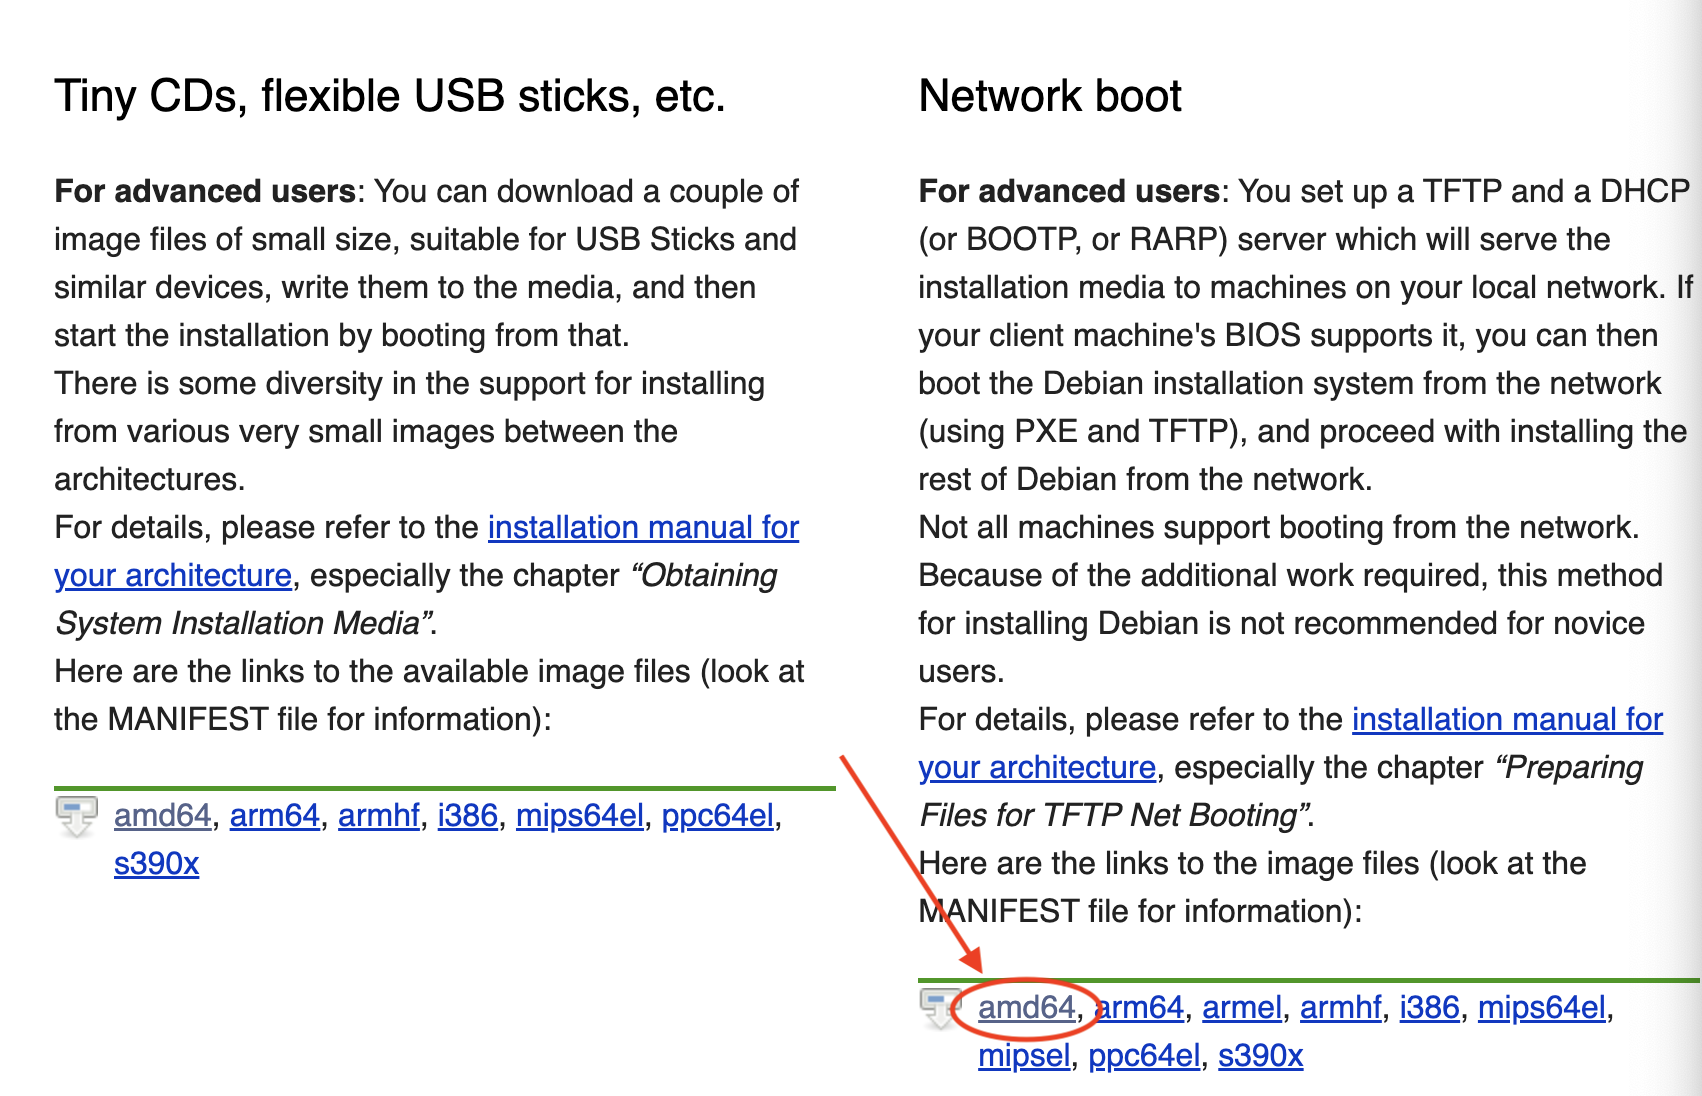 Tiny CDs, flexible USB sticks, etc.
For advanced users: You can download a couple of
image files of small size, suitable for USB Sticks and
similar devices, write them to the media, and then
start the installation by booting from that.
There is some diversity in the support for installing
from various very small images between the
architectures.
For details, please refer to the installation manual for
your architecture, especially the chapter “Obtaining
System Installation Media”.
Here are the links to the available image files (look at
the MANIFEST file for information):
amd64, arm64, armhf, i386, mips64el, ppc64el,
s390x
Network boot
For advanced users: You set up a TFTP and a DHCP
(or BOOTP, or RARP) server which will serve the
installation media to machines on your local network. If
your client machine's BIOS supports it, you can then
boot the Debian installation system from the network
(using PXE and TFTP), and proceed with installing the
rest of Debian from the network.
Not all machines support booting from the network.
Because of the additional work required, this method
for installing Debian is not recommended for novice
users.
For details, please refer to the installation manual for
your architecture, especially the chapter “Preparing
Files for TFTP Net Booting”.
Here are the links to the image files (look at the
MANIFEST file for information):
amd64, arm64, armel, armhf, i386, mips64el,
mipsel, ppc64el, s390x